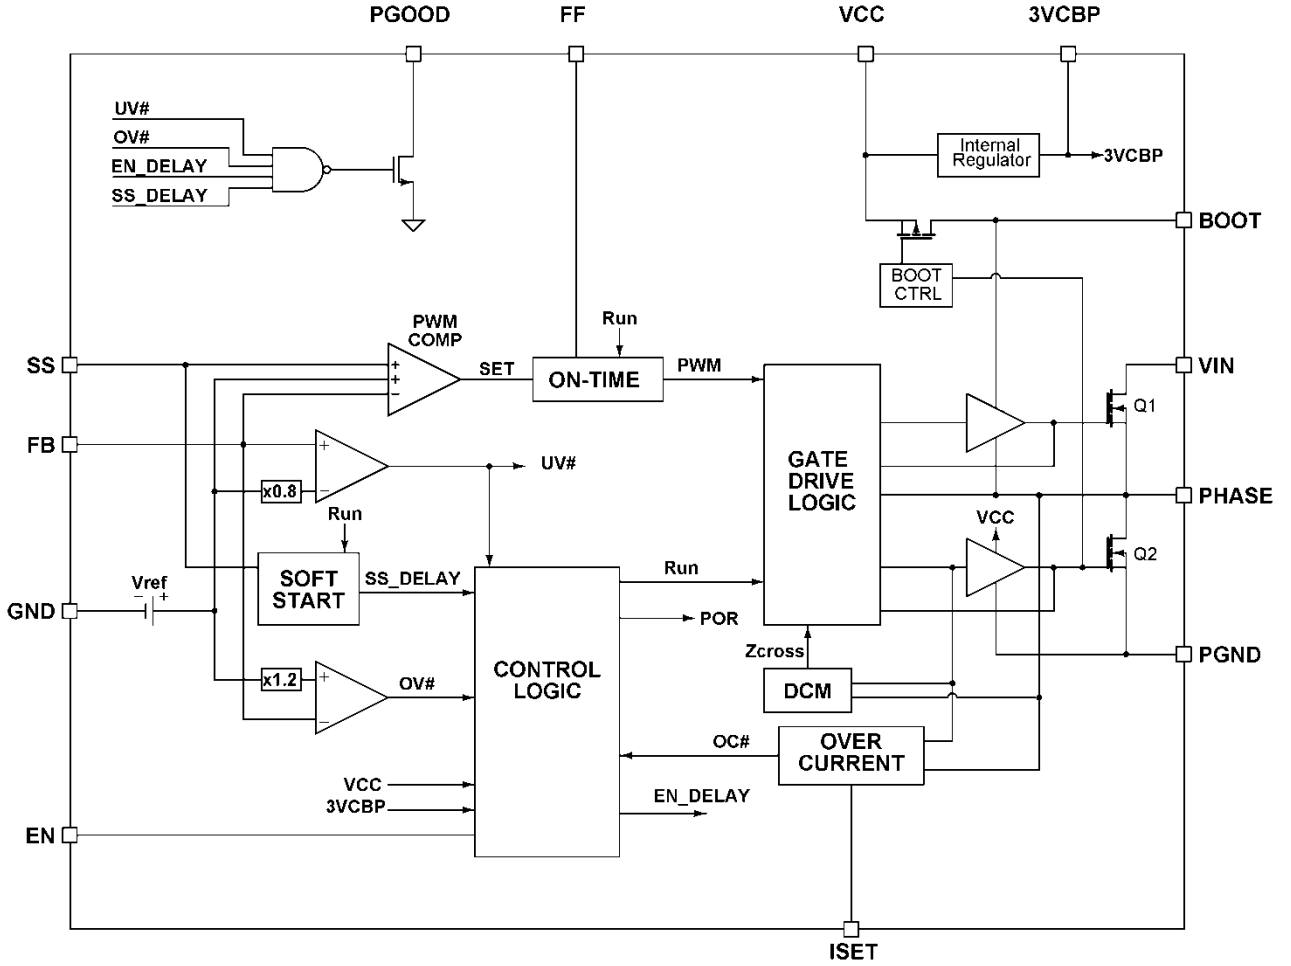 PGOOD
FF
VCC
3VCBP
UV#
OV#
EN_DELAY
SS_DELAY
Internal
Regulator
3VCBP
BOOT
BOOT
CTRL
PWM
COMP
Run
SS
+
+
−
SET
ON-TIME
PWM
VIN
Q1
FB
+
−
x0.8
UV#
GATE
DRIVE
LOGIC
PHASE
Run
VCC
Q2
SOFT
START
SS_DELAY
Run
Vref
− +
GND
POR
PGND
Zcross
CONTROL
LOGIC
x1.2
+
−
OV#
DCM
OC#
OVER
CURRENT
VCC
3VCBP
EN_DELAY
EN
ISET